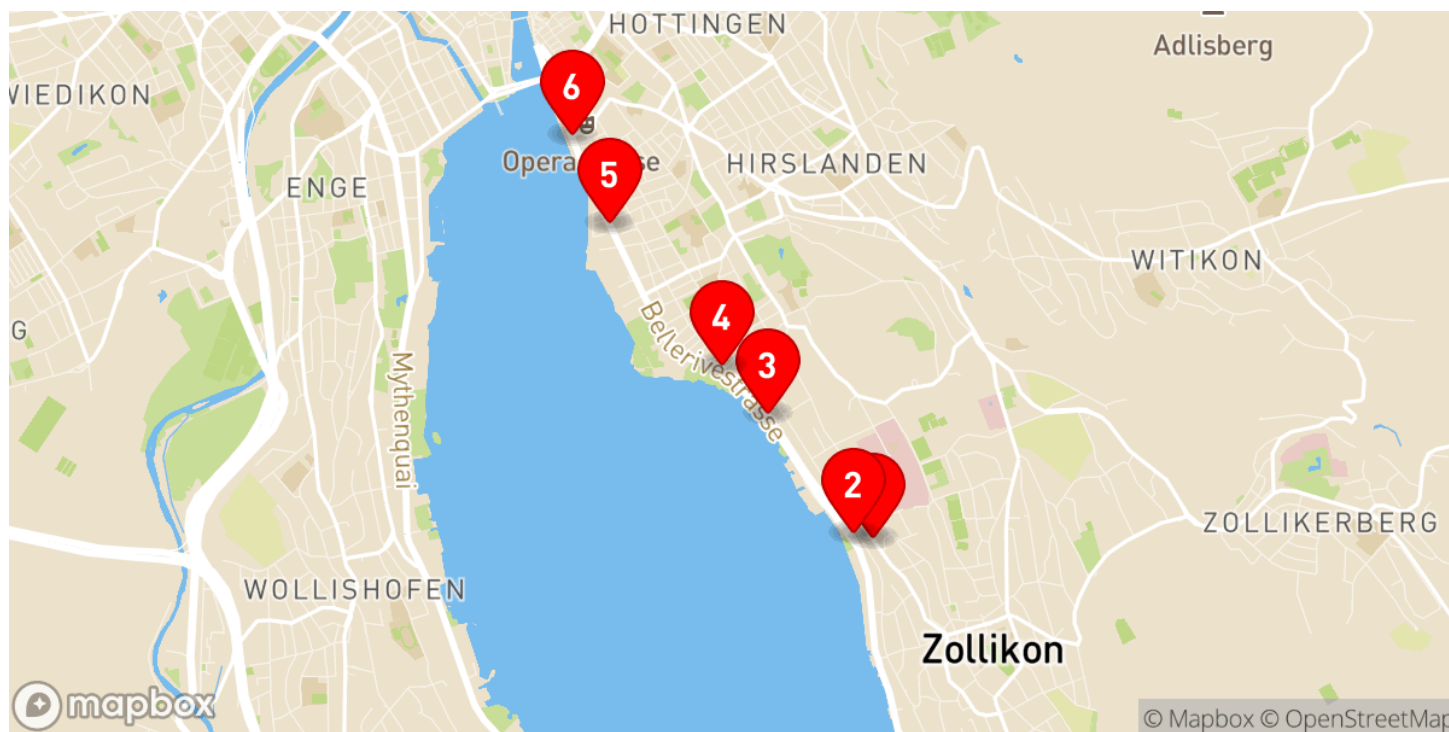 HOTTINGEN
Adlisberg
WIEDIKON
6
Opera
se
HIRSLANDEN
ENGE
5
WITIKON
G
4
Bellerivestrasse
3
Mythenquai
2
ZOLLIKERBERG
WOLLISHOFEN
Zollikon
mapbox
© Mapbox © OpenStreetMap